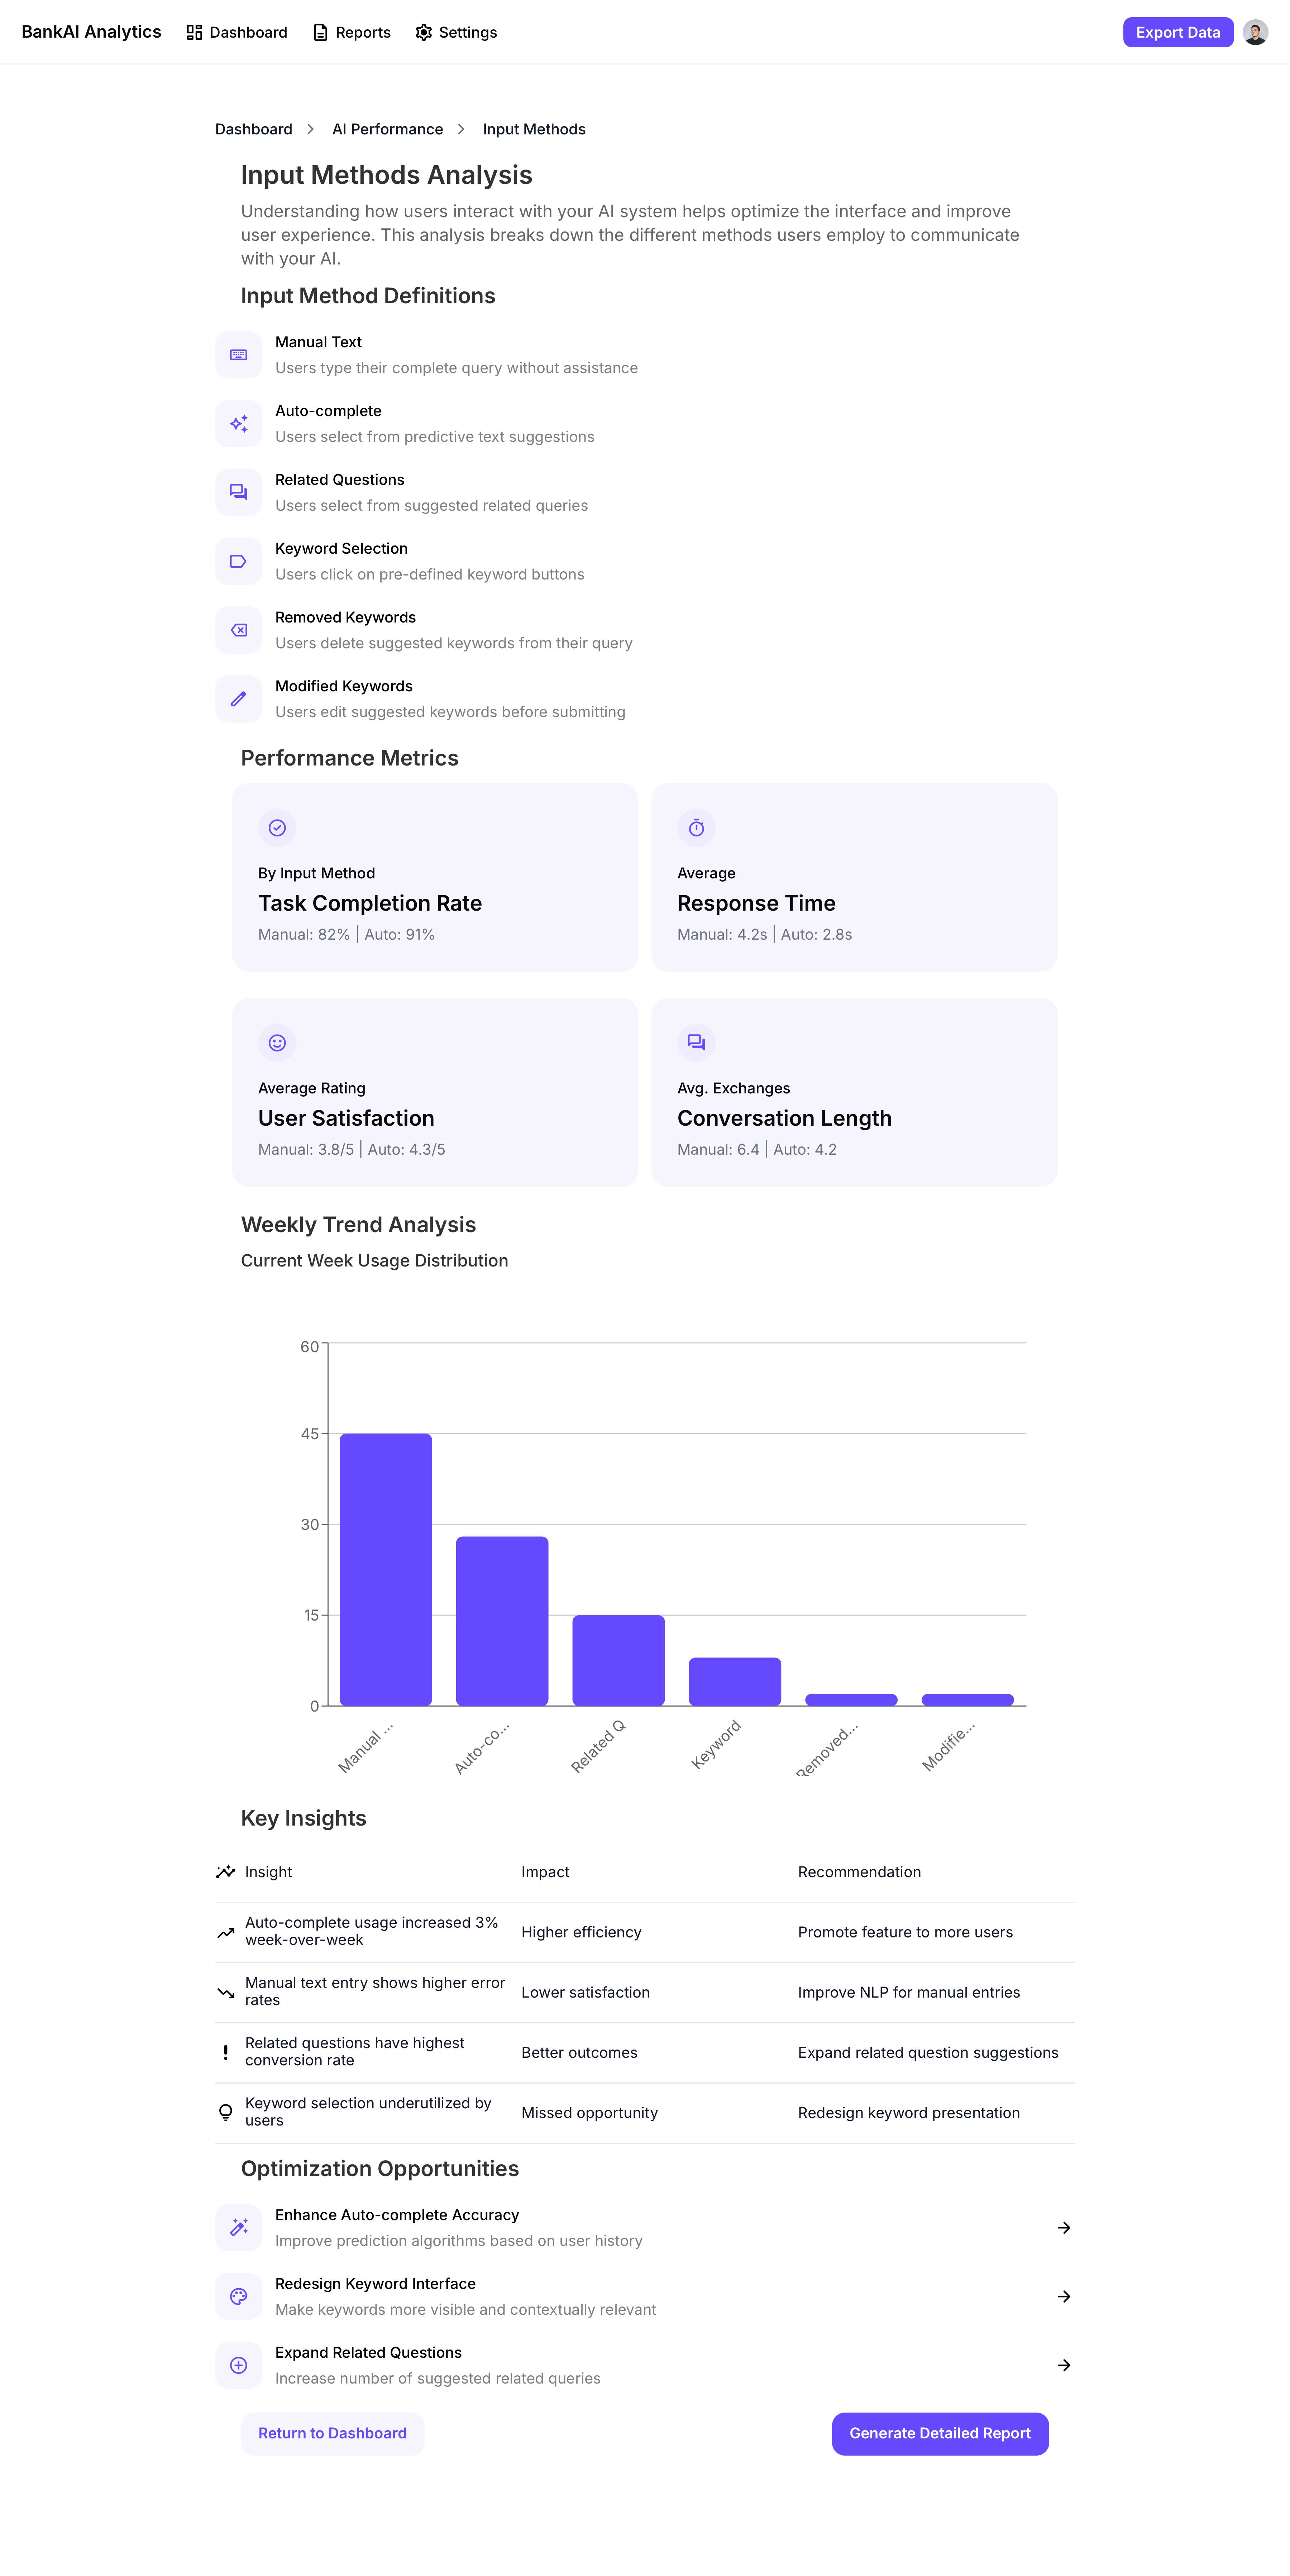 BankAI Analytics
Dashboard
Reports
Settings
Export Data
Dashboard
AI Performance
Input Methods
Input Methods Analysis
Understanding how users interact with your AI system helps optimize the interface and improve
user experience. This analysis breaks down the different methods users employ to communicate
with your AI.
Input Method Definitions
Manual Text
Users type their complete query without assistance
Auto-complete
Users select from predictive text suggestions
Related Questions
Users select from suggested related queries
Keyword Selection
Users click on pre-defined keyword buttons
Removed Keywords
Users delete suggested keywords from their query
Modified Keywords
Users edit suggested keywords before submitting
Performance Metrics
By Input Method
Task Completion Rate
Manual: 82% | Auto: 91%
Average
Response Time
Manual: 4.2s | Auto: 2.8s
Average Rating
User Satisfaction
Manual: 3.8/5 | Auto: 4.3/5
Avg. Exchanges
Conversation Length
Manual: 6.4 | Auto: 4.2
Weekly Trend Analysis
Current Week Usage Distribution
60
45
30
15
0
Manual ...
Auto-co...
Related Q
Keyword
Removed...
Modifie...
Key Insights
Insight
Impact
Recommendation
Auto-complete usage increased 3%
week-over-week
Higher efficiency
Promote feature to more users
Manual text entry shows higher error
rates
Lower satisfaction
Improve NLP for manual entries
Related questions have highest
conversion rate
Better outcomes
Expand related question suggestions
Keyword selection underutilized by
users
Missed opportunity
Redesign keyword presentation
Optimization Opportunities
Enhance Auto-complete Accuracy
Improve prediction algorithms based on user history
Redesign Keyword Interface
Make keywords more visible and contextually relevant
Expand Related Questions
Increase number of suggested related queries
Return to Dashboard
Generate Detailed Report